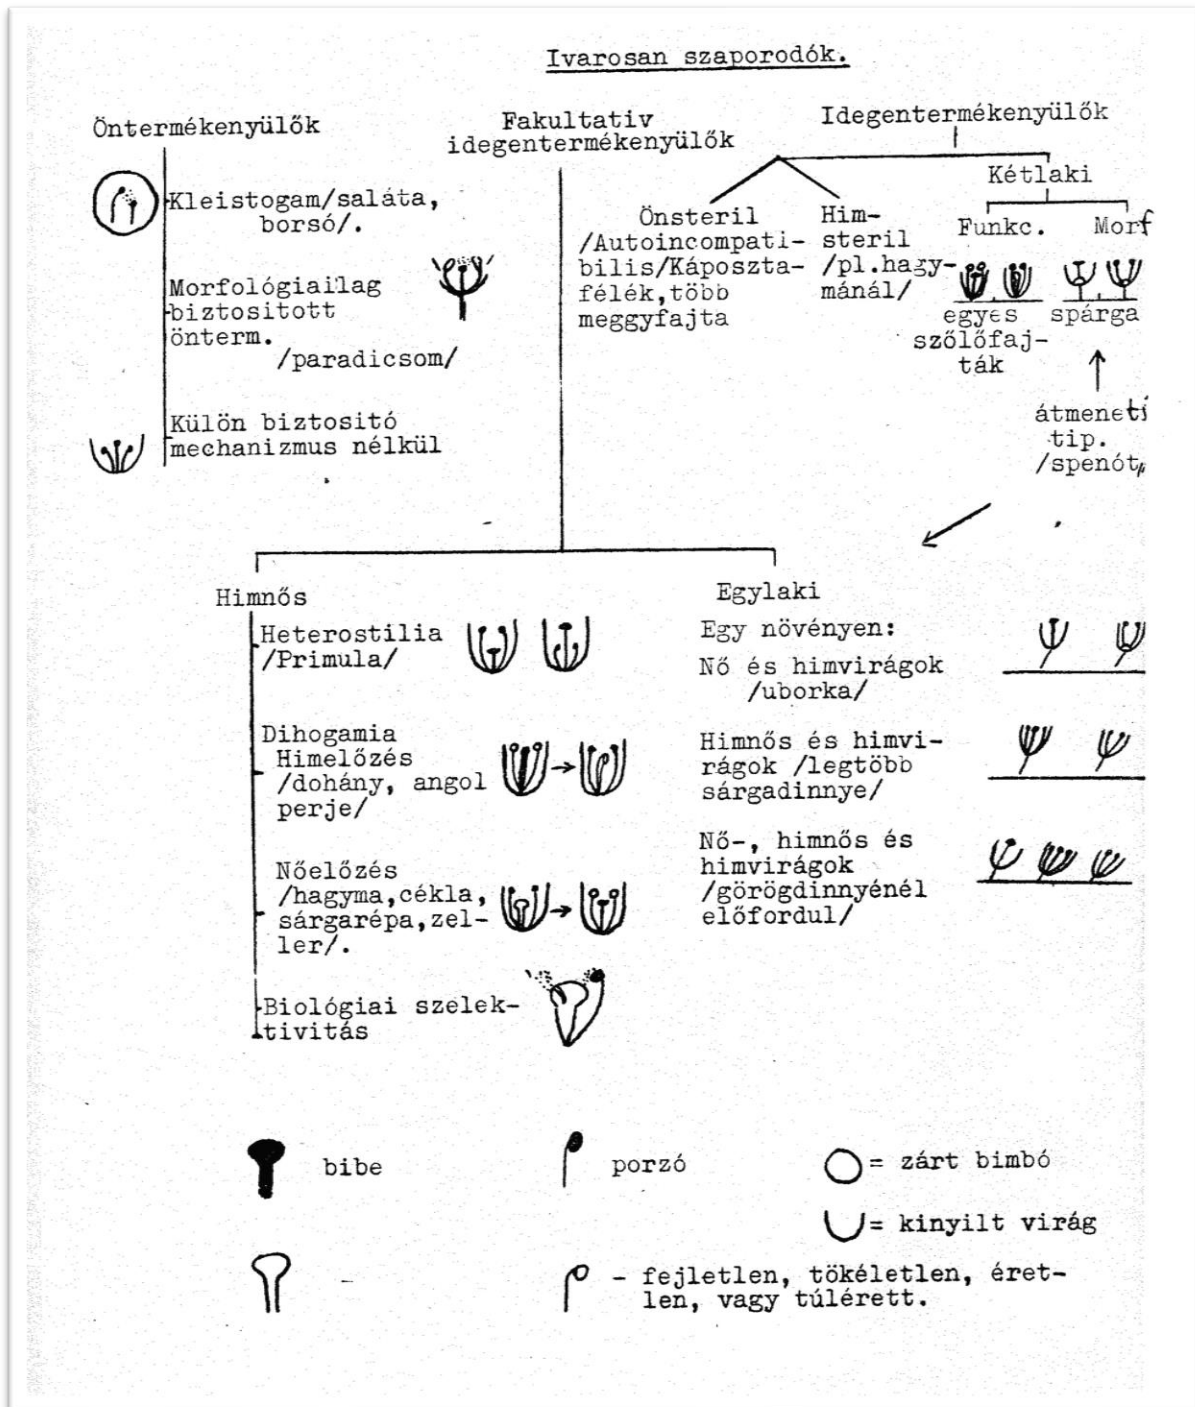 Ivarosan szaporodók.
Öntermékenyülők
Kleistogam/saláta,
borsó/.
Morfológiailag
biztositott
önterm.
/paradicsom/
Külön biztositó
mechanizmus nélkül
Fakultativ
idegentermékenyülők
Idegentermékenyülők
Önsteril
/Autoincompati-
bilis/Káposzta-
félék,több
meggyfajta
Him-
steril
/pl.hagy-
mánál/
Kétlaki
Funkc.
egyes
szőlőfaj-
ták
Morf
spárga
átmeneti
tip.
/spenót
Himnős
Heterostilia
/Primula/
Dihogamia
Himelőzés
/dohány, angol
perje/
Nőelőzés
/hagyma,cékla,
sárgarépa,zel-
ler/.
Biológiai szelek-
tivitás
Egylaki
Egy növényen:
Nő és himvirágok
/uborka/
Himnős és himvi-
rágok /legtöbb
sárgadinnye/
Nő-, himnős és
himvirágok
/görögdinnyénél
előfordul/
bibe
porzó
= zárt bimbó
= kinyilt virág
- fejletlen, tökéletlen, éret-
len, vagy túlérett.